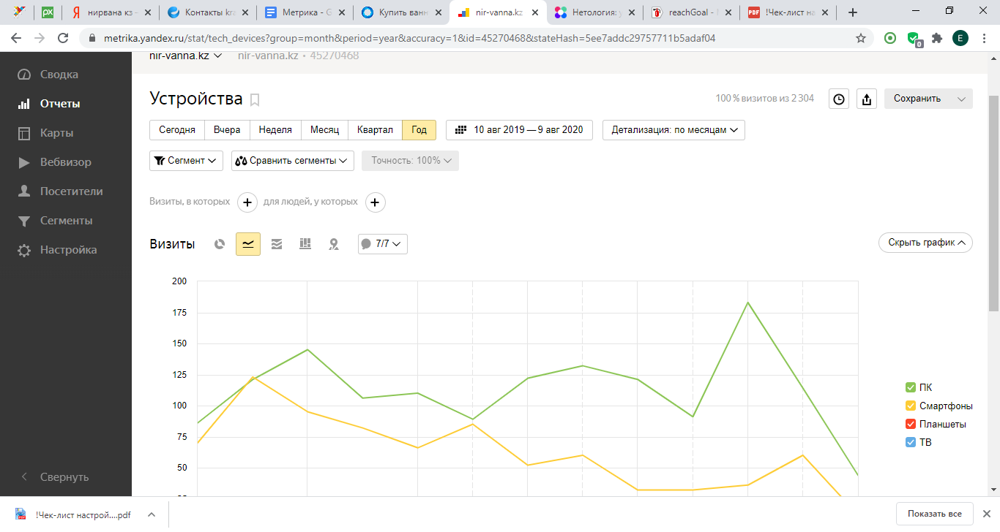 нирвана кз -
Контакты kra
Метрика - G
Купить ванн
nir-vanna.kz
Нетология: у
reachGoal -
!Чек-лист на
metrika.yandex.ru/stat/tech_devices?group=month&period=year&accuracy=1&id=45270468&stateHash=5ee7addc29757711b5adaf04
0
E
nir-vanna.kz
nir-vanna.kz • 45270468
Сводка
Отчеты
Карты
Вебвизор
Посетители
Сегменты
Настройка
Свернуть
Устройства
100 % визитов из 2 304
Сохранить
Сегодня Вчера Неделя Месяц Квартал Год
10 авг 2019 — 9 авг 2020
Детализация: по месяцам
Сегмент
Сравнить сегменты
Точность: 100%
Визиты, в которых + для людей, у которых +
Визиты
7/7
Скрыть график
200
175
150
125
100
75
50
ПК
Смартфоны
Планшеты
ТВ
!Чек-лист настрой....pdf
Показать все